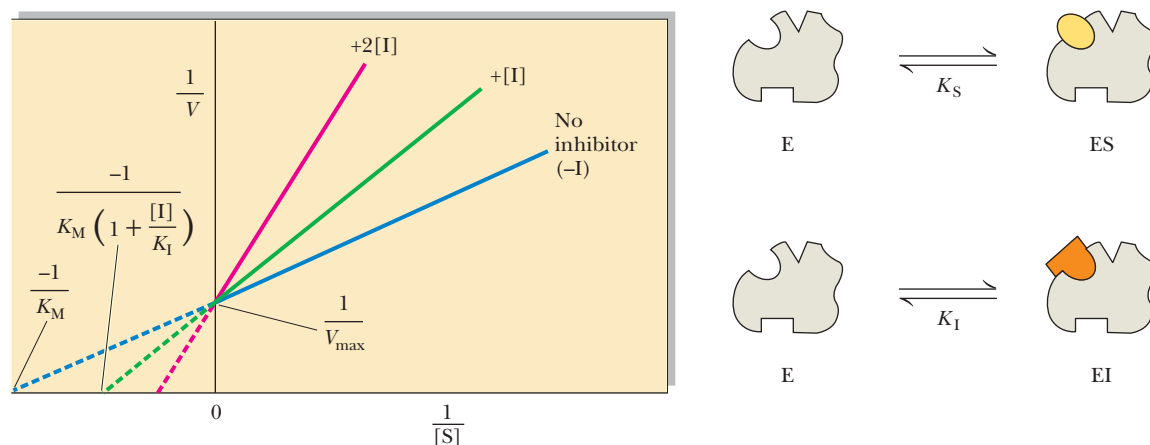 +2[I]
+[I]
1
V
No
inhibitor
(–I)
–1
K_M (1 + [I]/K_I)
–1
K_M
1
V_max
0
1
[S]
E
K_S
ES
E
K_I
EI